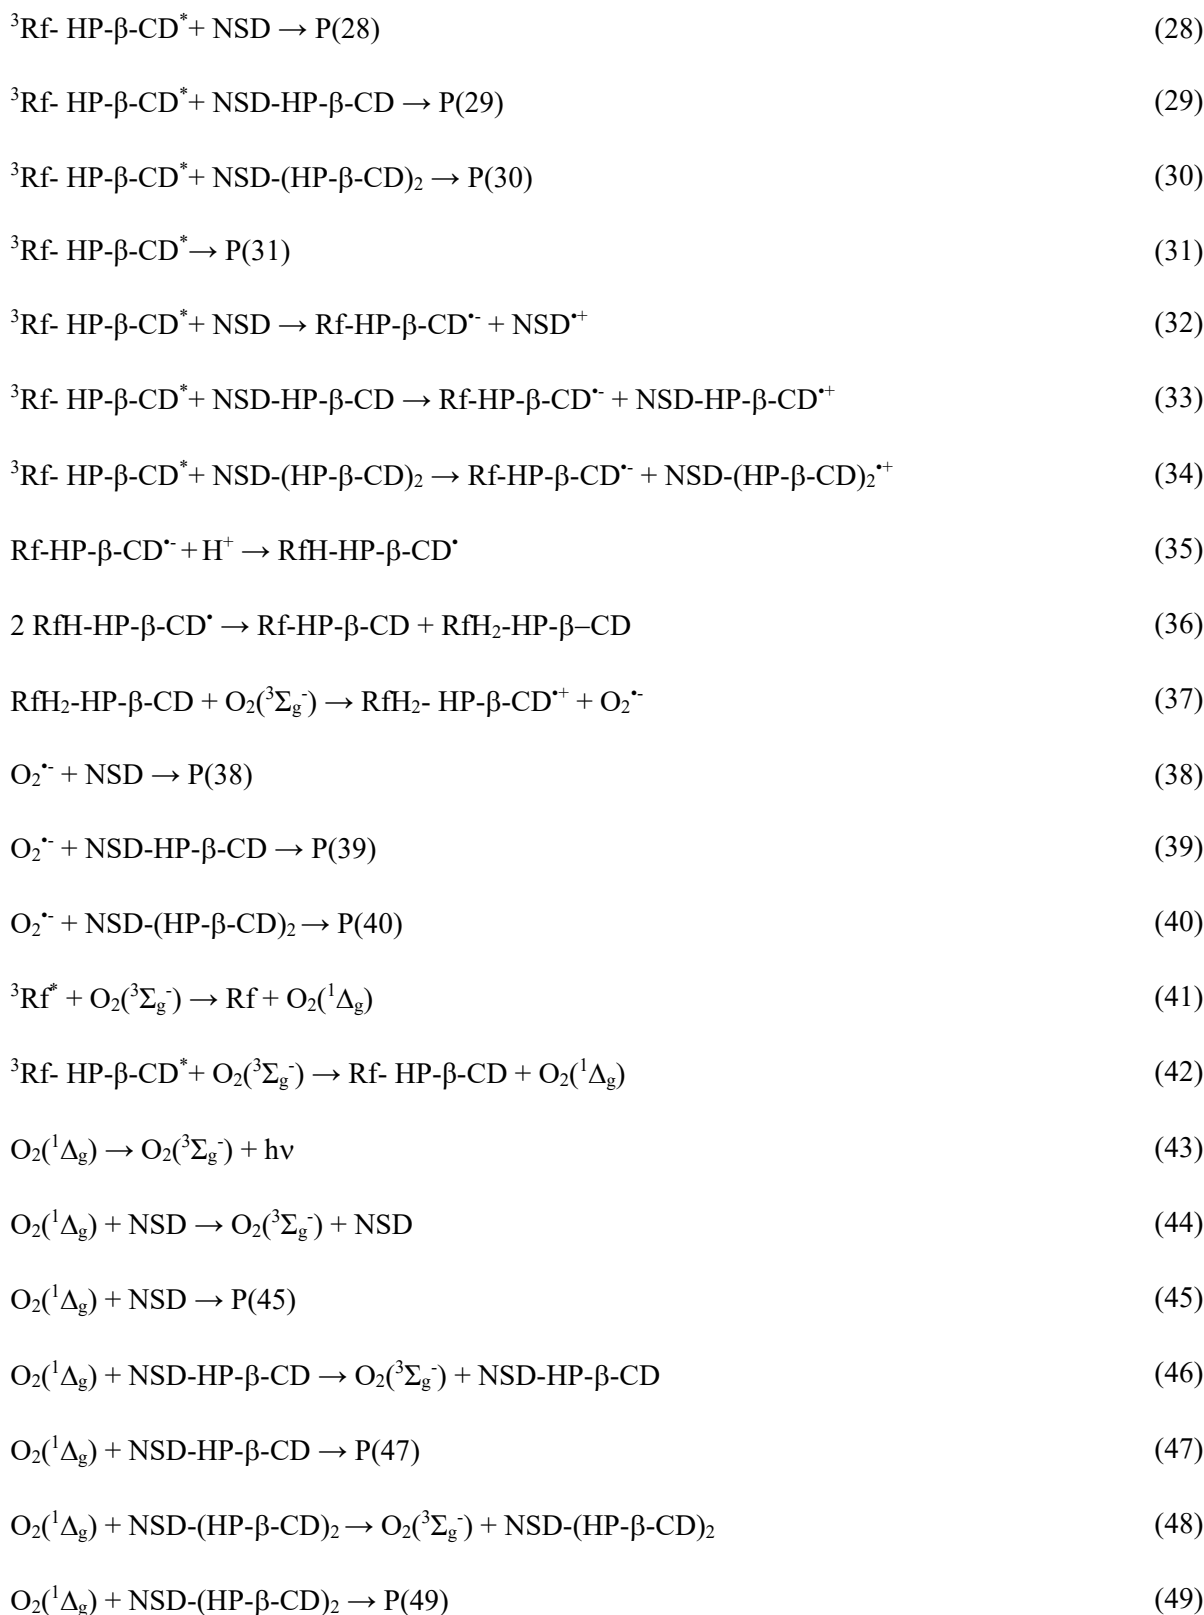 ³Rf- HP-β-CD*+ NSD → P(28) (28)
³Rf- HP-β-CD*+ NSD-HP-β-CD → P(29) (29)
³Rf- HP-β-CD*+ NSD-(HP-β-CD)₂ → P(30) (30)
³Rf- HP-β-CD*→ P(31) (31)
³Rf- HP-β-CD*+ NSD → Rf-HP-β-CD•⁻ + NSD•⁺ (32)
³Rf- HP-β-CD*+ NSD-HP-β-CD → Rf-HP-β-CD•⁻ + NSD-HP-β-CD•⁺ (33)
³Rf- HP-β-CD*+ NSD-(HP-β-CD)₂ → Rf-HP-β-CD•⁻ + NSD-(HP-β-CD)₂•⁺ (34)
Rf-HP-β-CD•⁻ + H⁺ → RfH-HP-β-CD• (35)
2 RfH-HP-β-CD• → Rf-HP-β-CD + RfH₂-HP-β–CD (36)
RfH₂-HP-β-CD + O₂(³Σg⁻) → RfH₂- HP-β-CD•⁺ + O₂•⁻ (37)
O₂•⁻ + NSD → P(38) (38)
O₂•⁻ + NSD-HP-β-CD → P(39) (39)
O₂•⁻ + NSD-(HP-β-CD)₂ → P(40) (40)
³Rf* + O₂(³Σg⁻) → Rf + O₂(¹Δg) (41)
³Rf- HP-β-CD*+ O₂(³Σg⁻) → Rf- HP-β-CD + O₂(¹Δg) (42)
O₂(¹Δg) → O₂(³Σg⁻) + hν (43)
O₂(¹Δg) + NSD → O₂(³Σg⁻) + NSD (44)
O₂(¹Δg) + NSD → P(45) (45)
O₂(¹Δg) + NSD-HP-β-CD → O₂(³Σg⁻) + NSD-HP-β-CD (46)
O₂(¹Δg) + NSD-HP-β-CD → P(47) (47)
O₂(¹Δg) + NSD-(HP-β-CD)₂ → O₂(³Σg⁻) + NSD-(HP-β-CD)₂ (48)
O₂(¹Δg) + NSD-(HP-β-CD)₂ → P(49) (49)